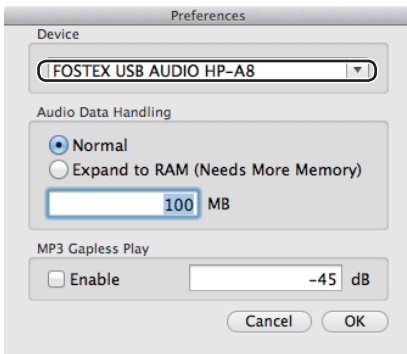 Preferences
Device
FOSTEX USB AUDIO HP-A8
Audio Data Handling
Normal
Expand to RAM (Needs More Memory)
100 MB
MP3 Gapless Play
Enable -45 dB
Cancel OK